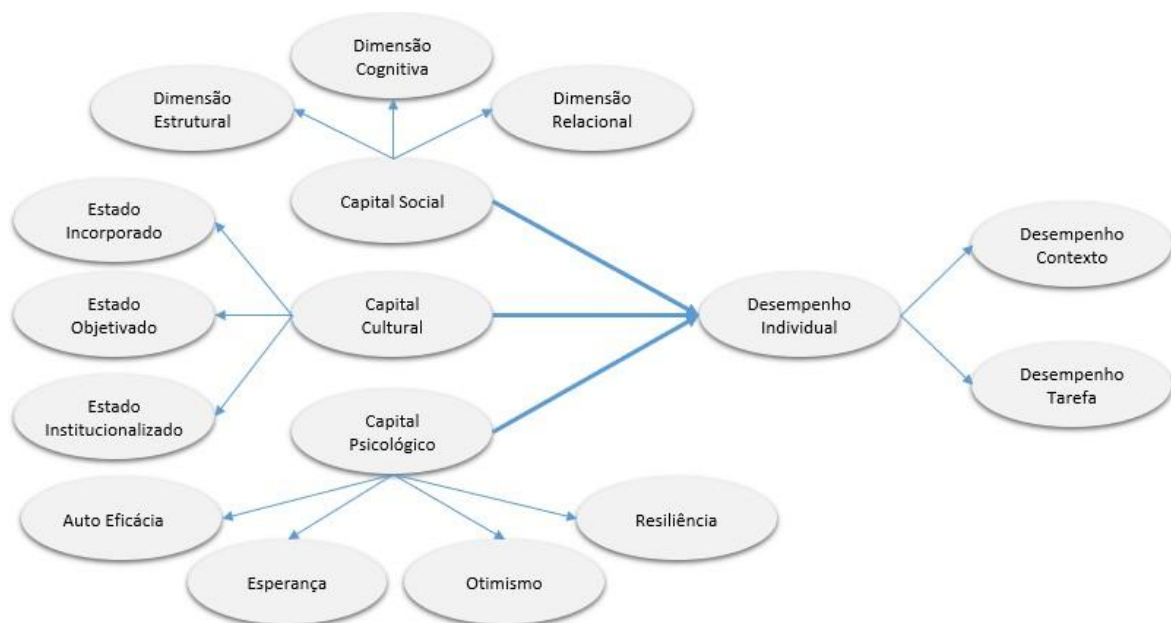 Dimensão
Cognitiva
Dimensão
Estrutural
Dimensão
Relacional
Capital Social
Estado
Incorporado
Estado
Objetivado
Capital
Cultural
Desempenho
Individual
Desempenho
Contexto
Desempenho
Tarefa
Estado
Institucionalizado
Capital
Psicológico
Auto Eficácia
Resiliência
Esperança
Otimismo